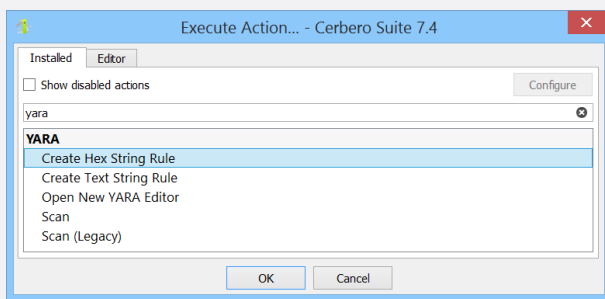 Execute Action... - Cerbero Suite 7.4
Installed Editor
Show disabled actions Configure
yara
YARA
Create Hex String Rule
Create Text String Rule
Open New YARA Editor
Scan
Scan (Legacy)
OK Cancel